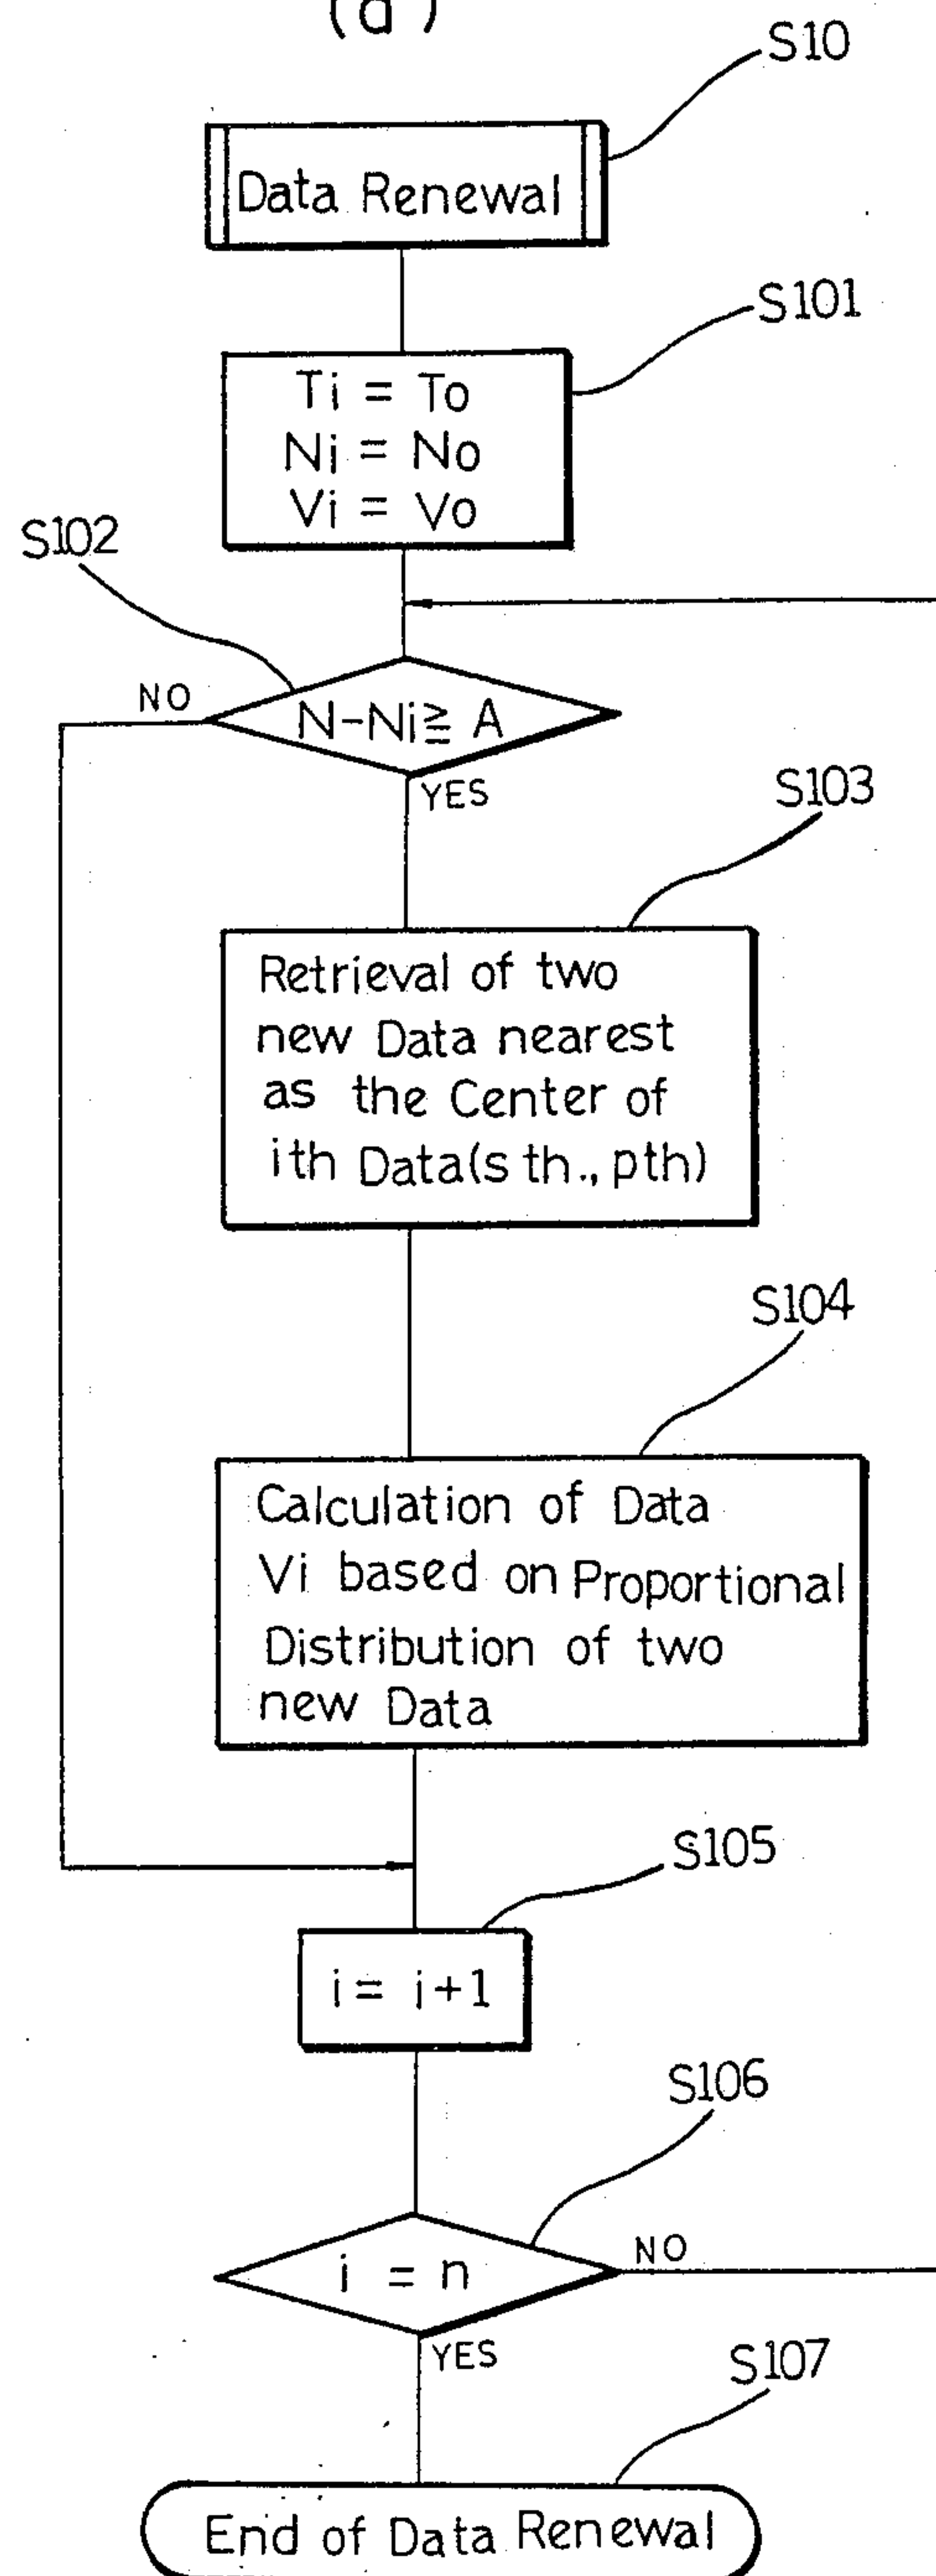 (a)
S10
Data Renewal
S101
Ti = To
Ni = No
Vi = Vo
S102
NO
N-Ni≧ A
YES
S103
Retrieval of two
new Data nearest
as the Center of
ith Data(s th., pth)
S104
Calculation of Data
Vi based on Proportional
Distribution of two
new Data
S105
i = i+1
S106
i = n
NO
YES
S107
End of Data Renewal